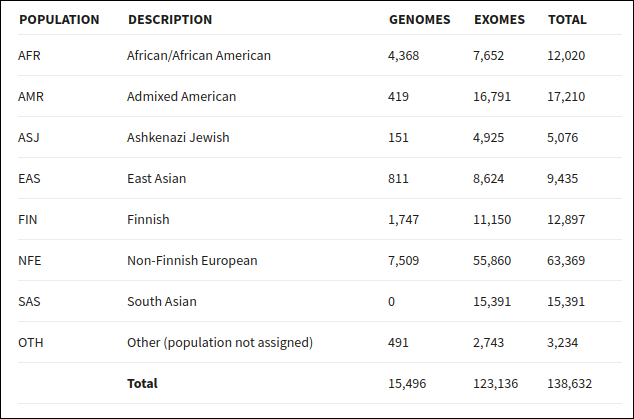 POPULATION DESCRIPTION GENOMES EXOMES TOTAL
AFR African/African American 4,368 7,652 12,020
AMR Admixed American 419 16,791 17,210
ASJ Ashkenazi Jewish 151 4,925 5,076
EAS East Asian 811 8,624 9,435
FIN Finnish 1,747 11,150 12,897
NFE Non-Finnish European 7,509 55,860 63,369
SAS South Asian 0 15,391 15,391
OTH Other (population not assigned) 491 2,743 3,234
Total 15,496 123,136 138,632